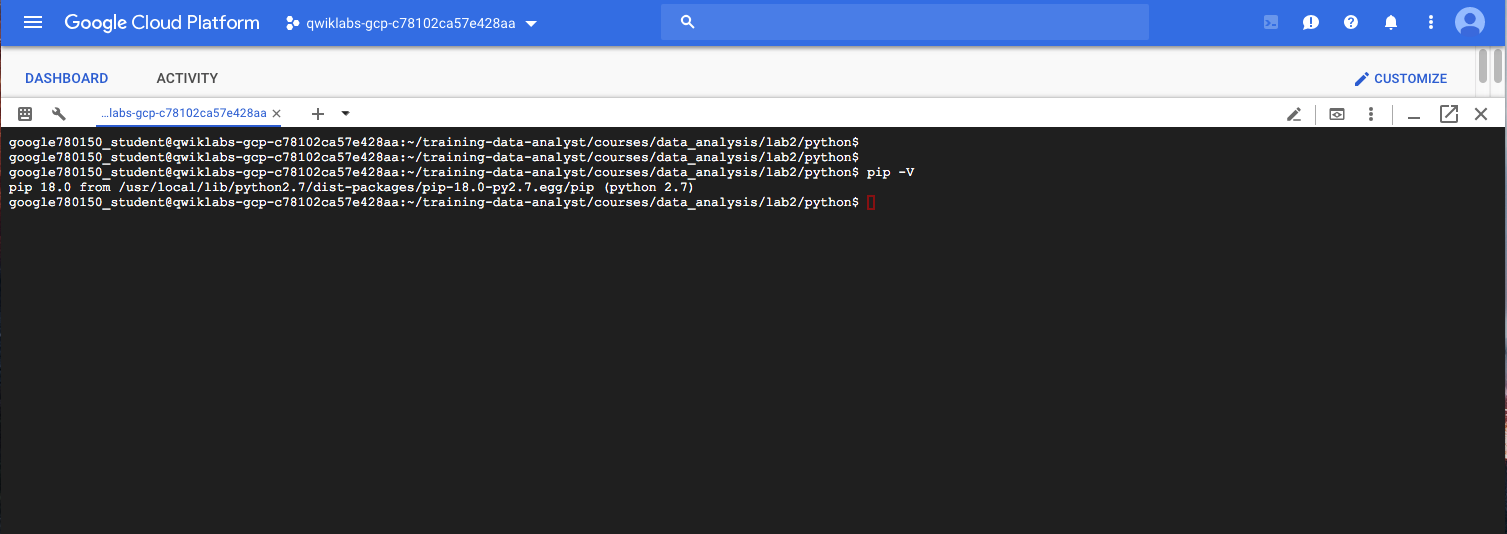 Google Cloud Platform qwiklabs-gcp-c78102ca57e428aa
DASHBOARD ACTIVITY CUSTOMIZE
...labs-gcp-c78102ca57e428aa
google780150_student@qwiklabs-gcp-c78102ca57e428aa:~/training-data-analyst/courses/data_analysis/lab2/python$
google780150_student@qwiklabs-gcp-c78102ca57e428aa:~/training-data-analyst/courses/data_analysis/lab2/python$
google780150_student@qwiklabs-gcp-c78102ca57e428aa:~/training-data-analyst/courses/data_analysis/lab2/python$ pip -V
pip 18.0 from /usr/local/lib/python2.7/dist-packages/pip-18.0-py2.7.egg/pip (python 2.7)
google780150_student@qwiklabs-gcp-c78102ca57e428aa:~/training-data-analyst/courses/data_analysis/lab2/python$